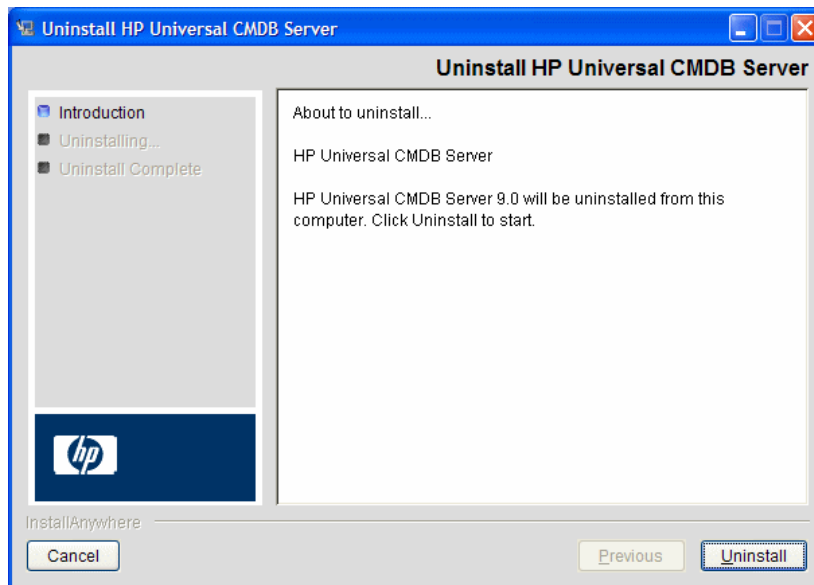 Uninstall HP Universal CMDB Server
Uninstall HP Universal CMDB Server
Introduction
Uninstalling...
Uninstall Complete
About to uninstall...
HP Universal CMDB Server
HP Universal CMDB Server 9.0 will be uninstalled from this
computer. Click Uninstall to start.
hp
InstallAnywhere
Cancel
Previous
Uninstall